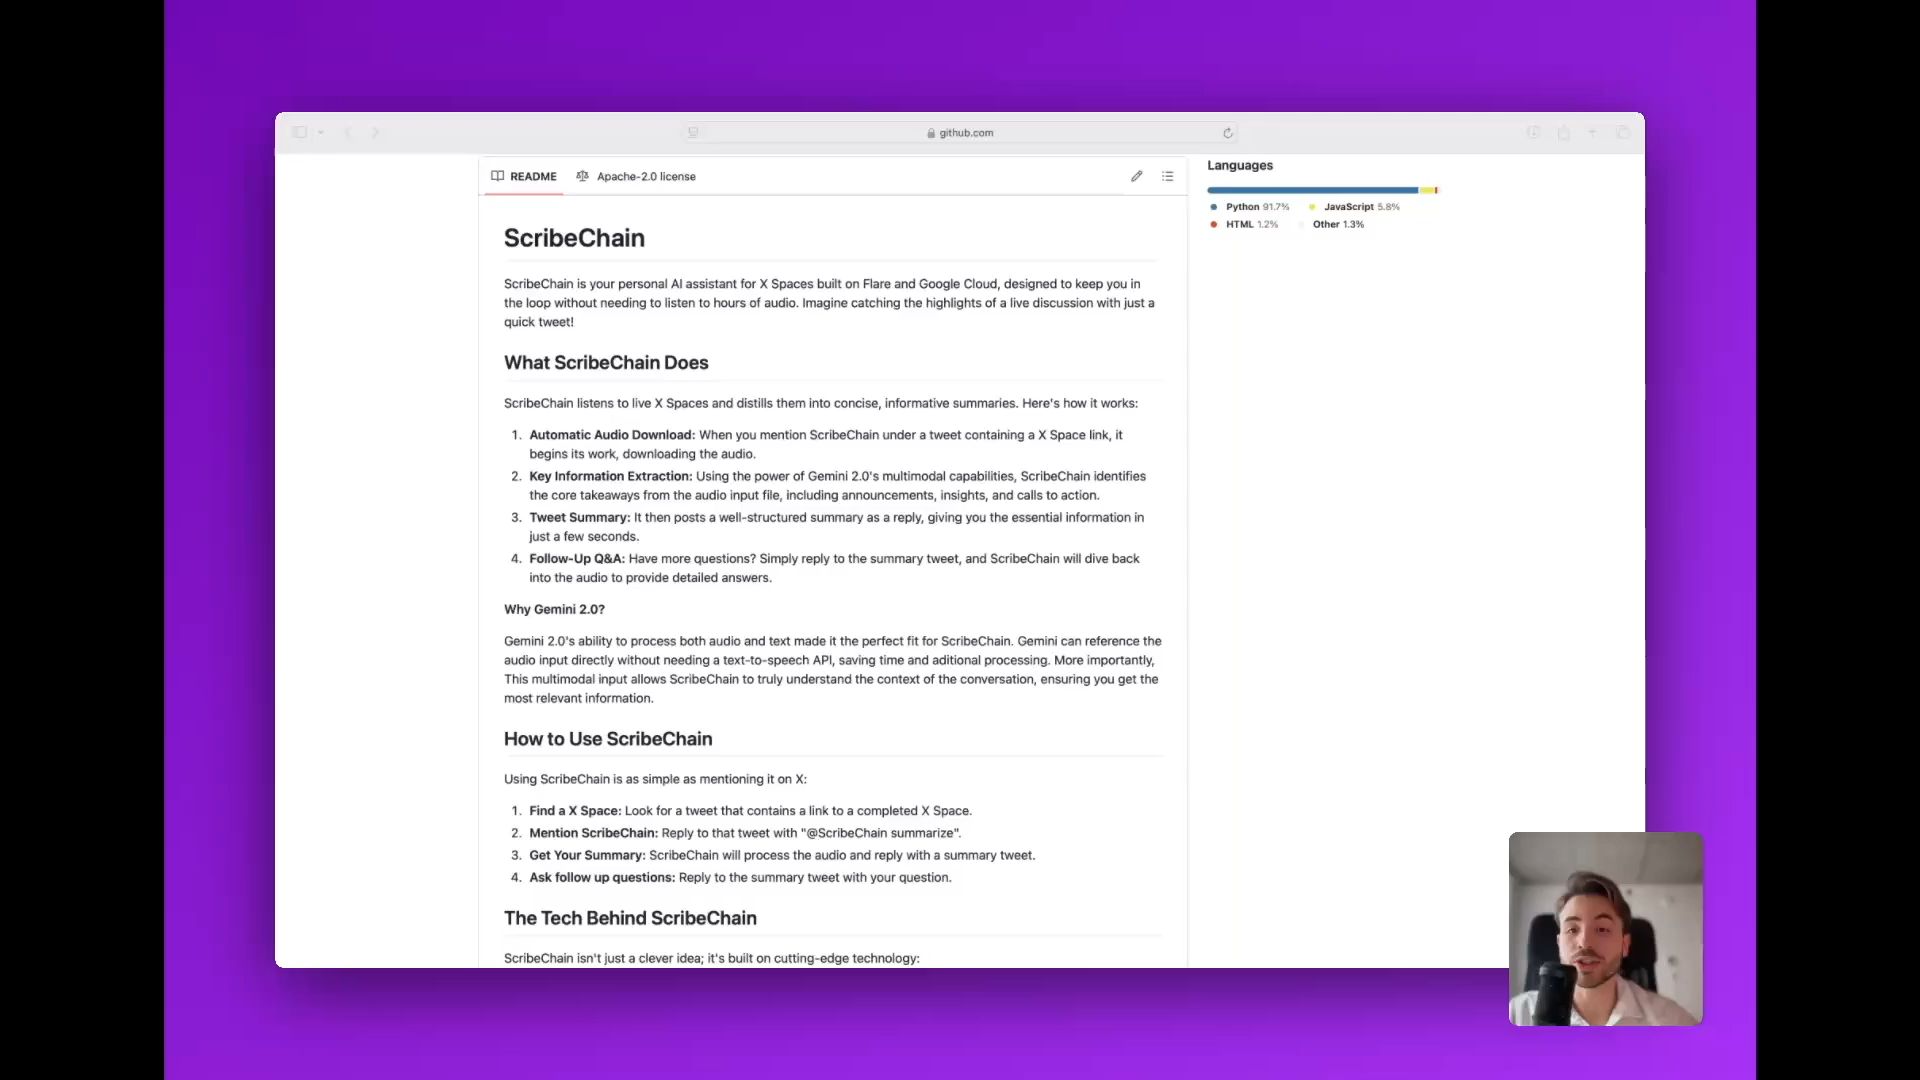 github.com
README
Apache-2.0 license
ScribeChain
ScribeChain is your personal AI assistant for X Spaces built on Flare and Google Cloud, designed to keep you in
the loop without needing to listen to hours of audio. Imagine catching the highlights of a live discussion with just a
quick tweet!
What ScribeChain Does
ScribeChain listens to live X Spaces and distills them into concise, informative summaries. Here's how it works:
1. Automatic Audio Download: When you mention ScribeChain under a tweet containing a X Space link, it
begins its work, downloading the audio.
2. Key Information Extraction: Using the power of Gemini 2.0's multimodal capabilities, ScribeChain identifies
the core takeaways from the audio input file, including announcements, insights, and calls to action.
3. Tweet Summary: It then posts a well-structured summary as a reply, giving you the essential information in
just a few seconds.
4. Follow-Up Q&A: Have more questions? Simply reply to the summary tweet, and ScribeChain will dive back
into the audio to provide detailed answers.
Why Gemini 2.0?
Gemini 2.0's ability to process both audio and text made it the perfect fit for ScribeChain. Gemini can reference the
audio input directly without needing a text-to-speech API, saving time and aditional processing. More importantly,
This multimodal input allows ScribeChain to truly understand the context of the conversation, ensuring you get the
most relevant information.
How to Use ScribeChain
Using ScribeChain is as simple as mentioning it on X:
1. Find a X Space: Look for a tweet that contains a link to a completed X Space.
2. Mention ScribeChain: Reply to that tweet with "@ScribeChain summarize".
3. Get Your Summary: ScribeChain will process the audio and reply with a summary tweet.
4. Ask follow up questions: Reply to the summary tweet with your question.
The Tech Behind ScribeChain
ScribeChain isn't just a clever idea; it's built on cutting-edge technology:
Languages
Python 91.7% JavaScript 5.8%
HTML 1.2% Other 1.3%